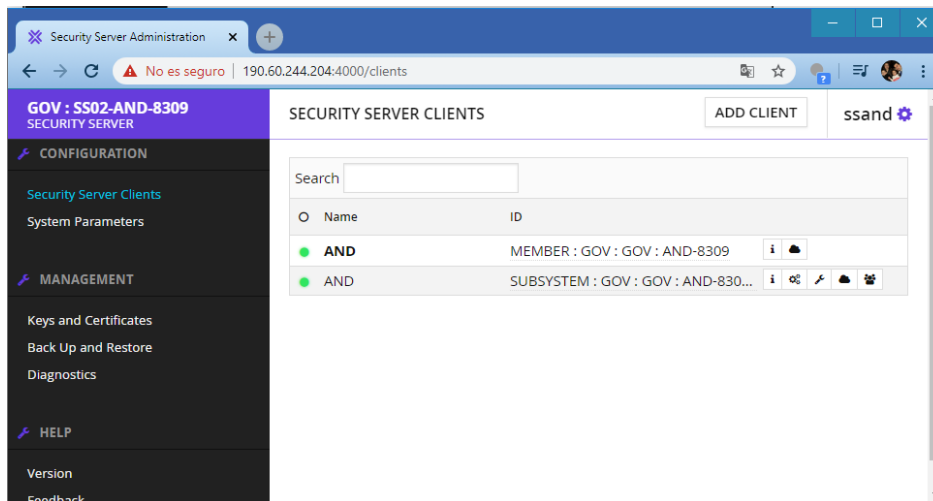 Security Server Administration
No es seguro | 190.60.244.204:4000/clients
GOV : SS02-AND-8309
SECURITY SERVER
SECURITY SERVER CLIENTS
ADD CLIENT
ssand
CONFIGURATION
Security Server Clients
System Parameters
MANAGEMENT
Keys and Certificates
Back Up and Restore
Diagnostics
HELP
Version
Feedback
Search
Name ID
AND MEMBER : GOV : GOV : AND-8309
AND SUBSYSTEM : GOV : GOV : AND-830...